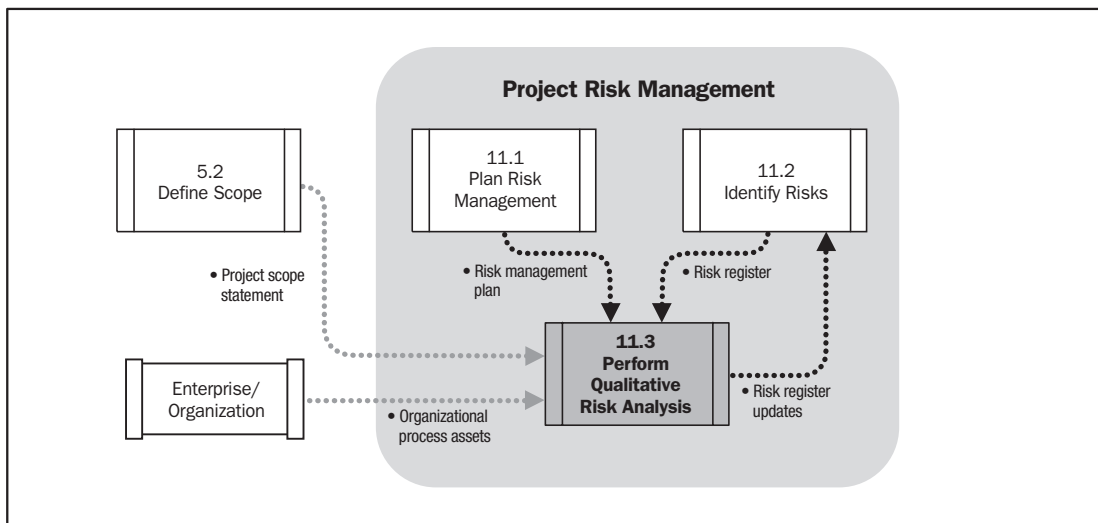 Project Risk Management
5.2
Define Scope
11.1
Plan Risk
Management
11.2
Identify Risks
• Project scope
statement
• Risk management
plan
• Risk register
11.3
Perform
Qualitative
Risk Analysis
Enterprise/
Organization
• Organizational
process assets
• Risk register
updates